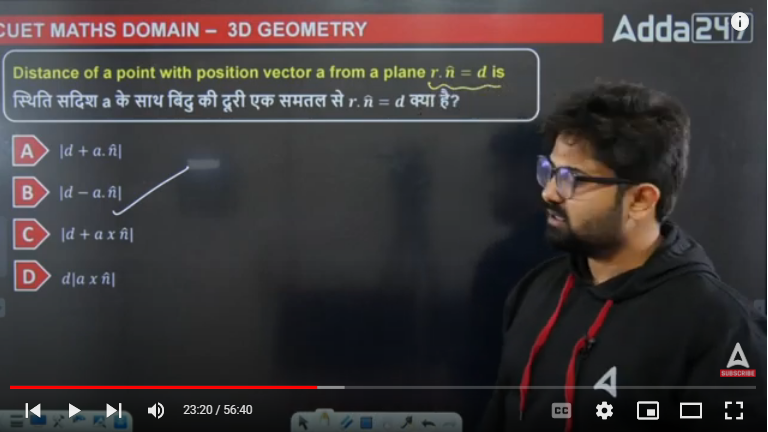 CUET MATHS DOMAIN – 3D GEOMETRY
Adda247
Distance of a point with position vector a from a plane r.n̂ = d is
स्थिति सदिश a के साथ बिंदु की दूरी एक समतल से r.n̂ = d क्या है?
A |d + a.n̂|
B |d − a.n̂|
C |d + a x n̂|
D d|a x n̂|
A
SUBSCRIBE
23:20 / 56:40
CC